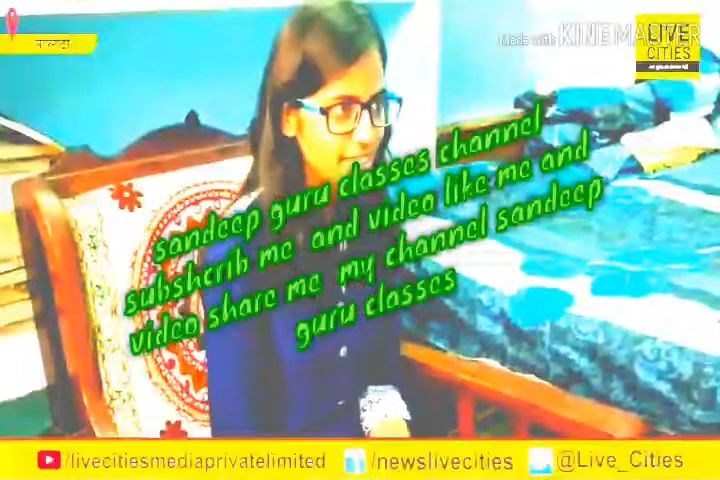 नालंदा
Made with KINEMASTER
LIVE
CITIES
sandeep guru classes channel
subshcrib me and video like me and
video share me my channel sandeep
guru classes
/livecitiesmediaprivatelimited /newslivecities @Live_Cities